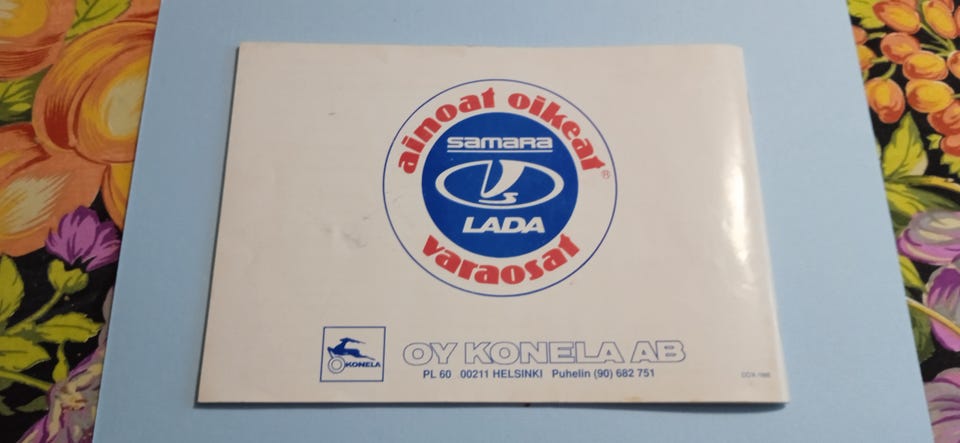 ainoat oikeat
®
samara
LADA
varaosat
KONELA
OY KONELA AB
PL 60 00211 HELSINKI Puhelin (90) 682 751